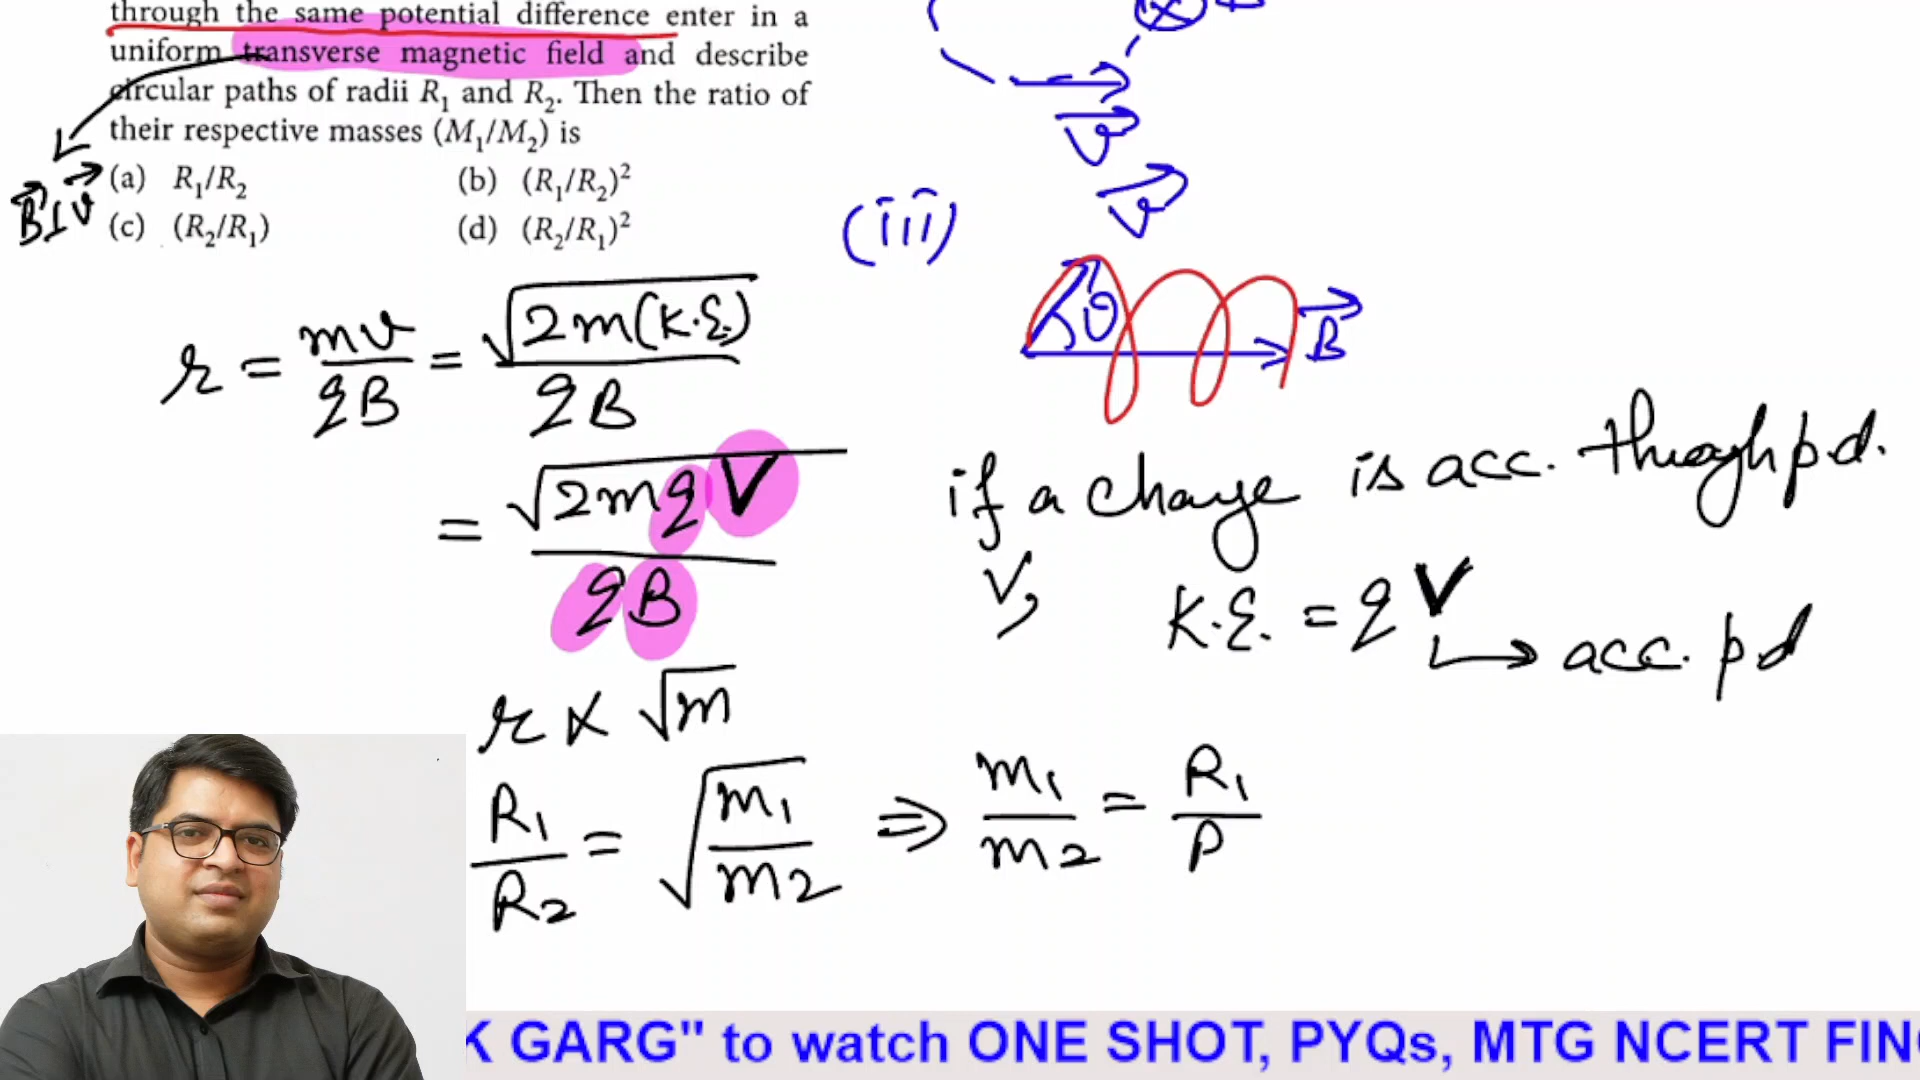 through the same potential difference enter in a
uniform transverse magnetic field and describe
circular paths of radii R₁ and R₂. Then the ratio of
their respective masses (M₁/M₂) is
(a) R₁/R₂ (b) (R₁/R₂)²
(c) (R₂/R₁) (d) (R₂/R₁)²
B⃗ ⊥ v⃗
v⃗
v⃗
(iii)
θ
B⃗
r = mv/qB = √(2m(K.E.))/qB
= √(2mqV)/qB
r ∝ √m
R₁/R₂ = √(m₁/m₂) ⇒ m₁/m₂ = R₁/P
if a charge is acc. through p.d.
V,
K.E. = qV
→ acc. p d
K GARG" to watch ONE SHOT, PYQs, MTG NCERT FING